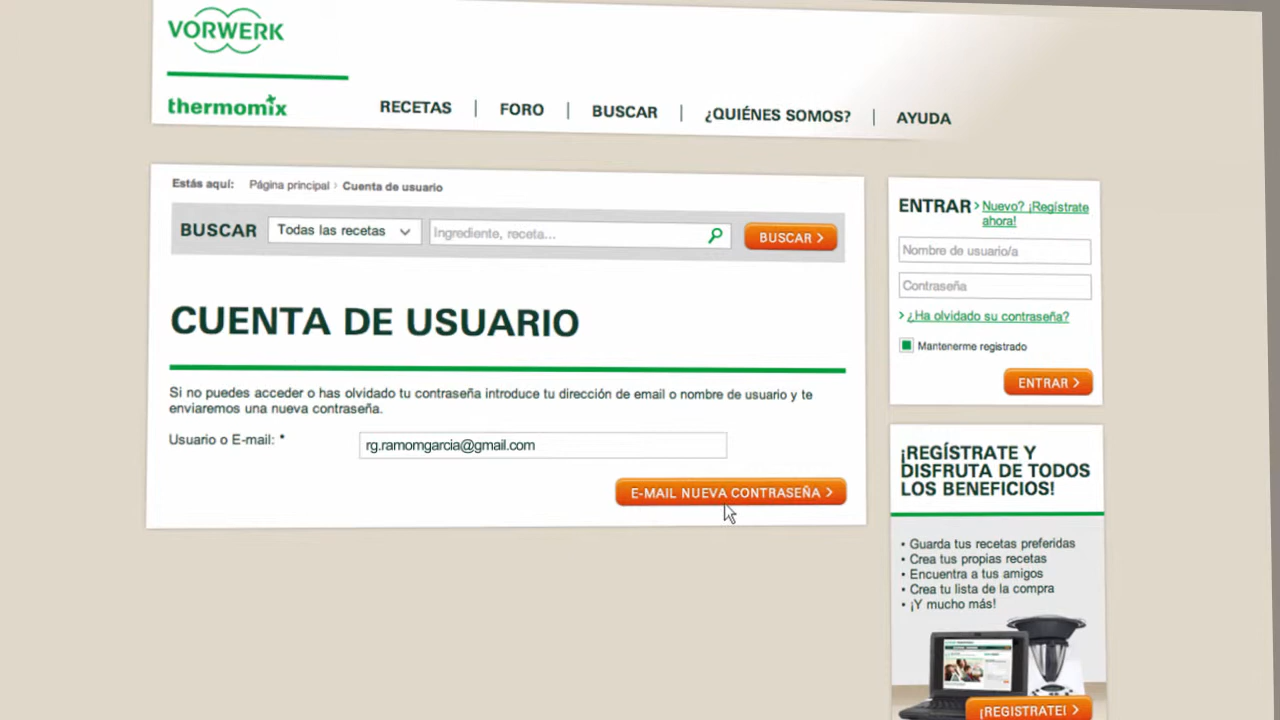 VORWERK
thermomix
RECETAS | FORO | BUSCAR | ¿QUIÉNES SOMOS? | AYUDA
Estás aquí: Página principal › Cuenta de usuario
BUSCAR Todas las recetas Ingrediente, receta... BUSCAR >
CUENTA DE USUARIO
Si no puedes acceder o has olvidado tu contraseña introduce tu dirección de email o nombre de usuario y te
enviaremos una nueva contraseña.
Usuario o E-mail: * rg.ramomgarcia@gmail.com
E-MAIL NUEVA CONTRASEÑA >
ENTRAR › Nuevo? ¡Regístrate
ahora!
Nombre de usuario/a
Contraseña
› ¿Ha olvidado su contraseña?
Mantenerme registrado
ENTRAR >
¡REGÍSTRATE Y
DISFRUTA DE TODOS
LOS BENEFICIOS!
• Guarda tus recetas preferidas
• Crea tus propias recetas
• Encuentra a tus amigos
• Crea tu lista de la compra
• ¡Y mucho más!
¡REGISTRATE! >